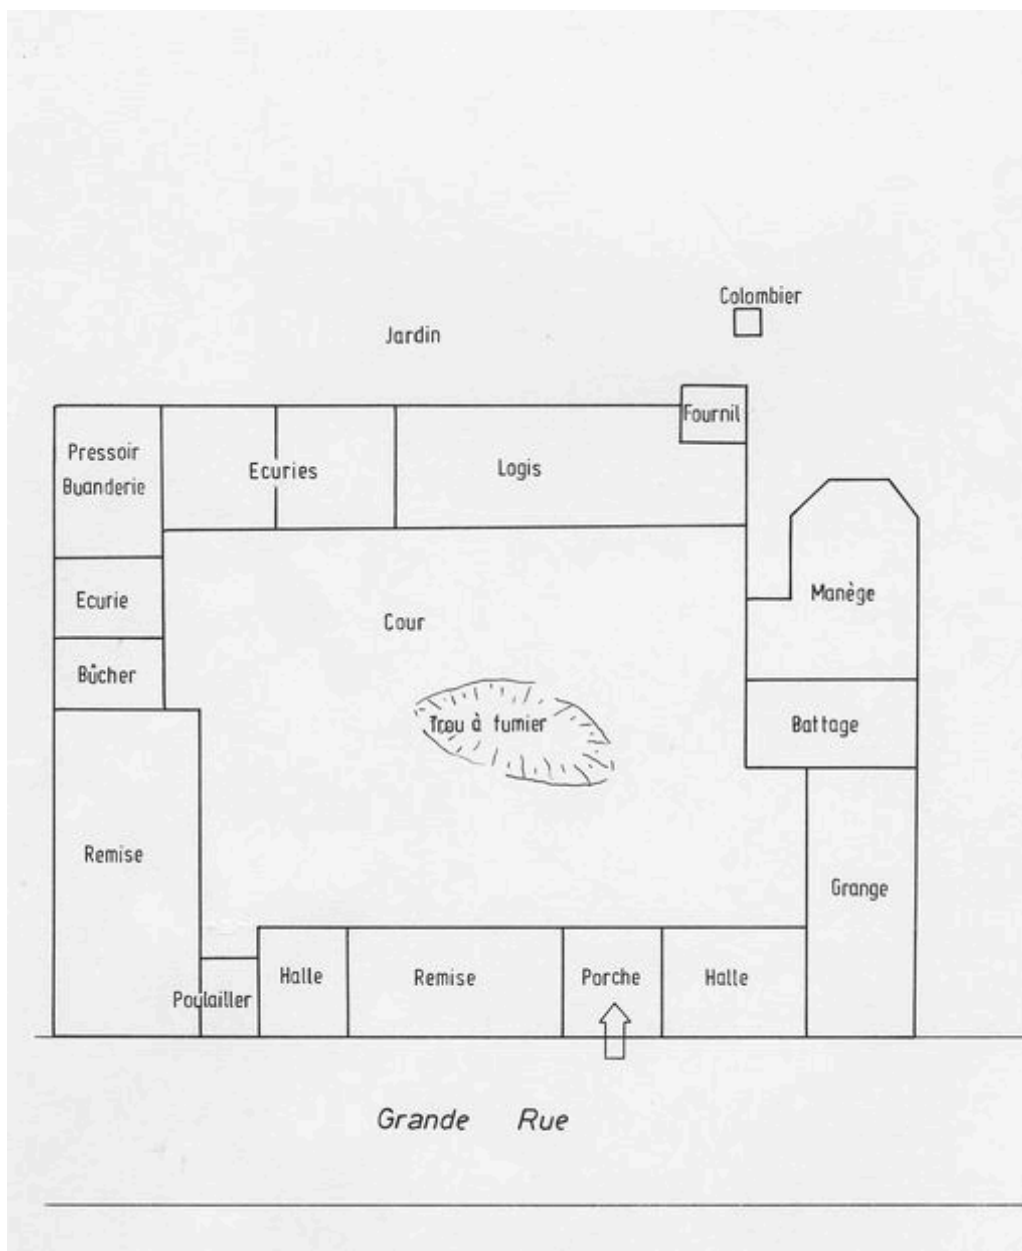 Colombier
Jardin
Fournil
Pressoir
Buanderie
Ecuries
Logis
Ecurie
Manège
Cour
Bûcher
Trou à fumier
Battage
Remise
Grange
Poulailler
Halle
Remise
Porche
Halle
Grande Rue